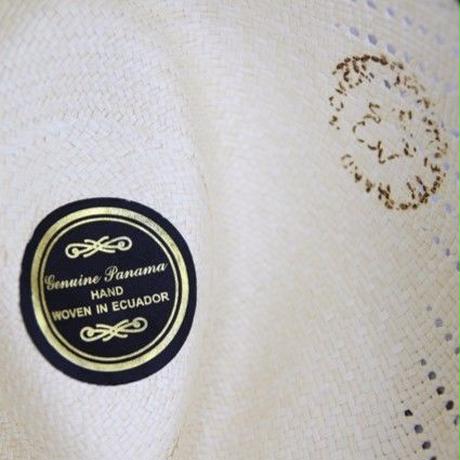 Genuine Panama
HAND
WOVEN IN ECUADOR